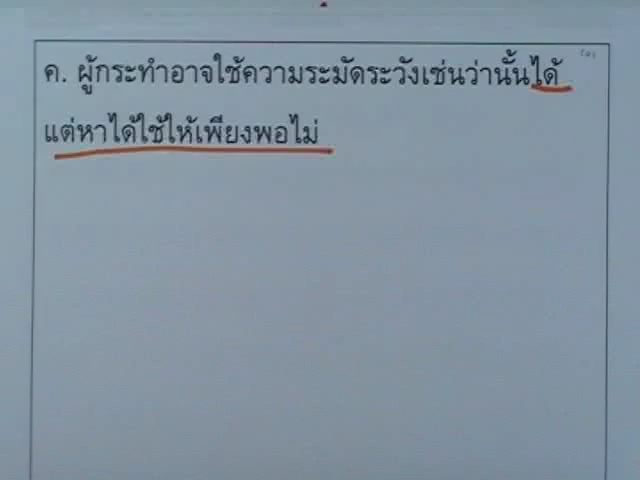 ค. ผู้กระทำอาจใช้ความระมัดระวังเช่นว่านั้นได้
แต่หาได้ใช้ให้เพียงพอไม่